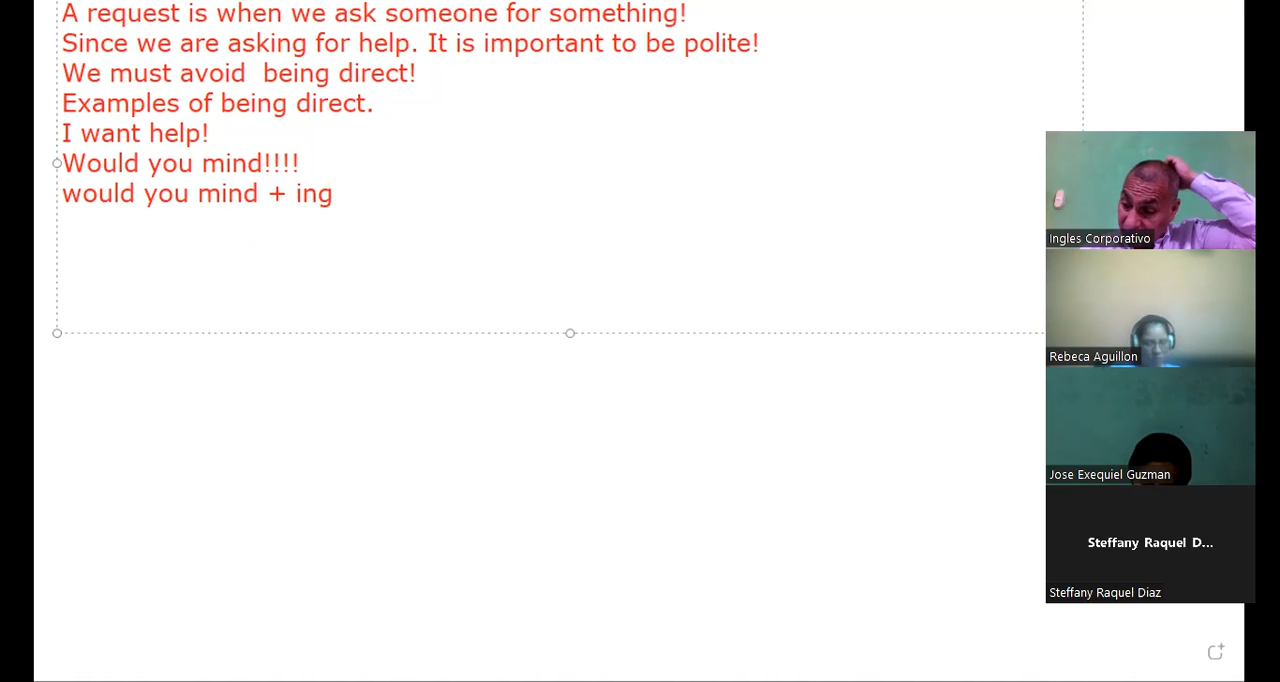 A request is when we ask someone for something!
Since we are asking for help. It is important to be polite!
We must avoid  being direct!
Examples of being direct.
I want help!
Would you mind!!!!
would you mind + ing
Ingles Corporativo
Rebeca Aguillon
Jose Exequiel Guzman
Steffany Raquel D...
Steffany Raquel Diaz